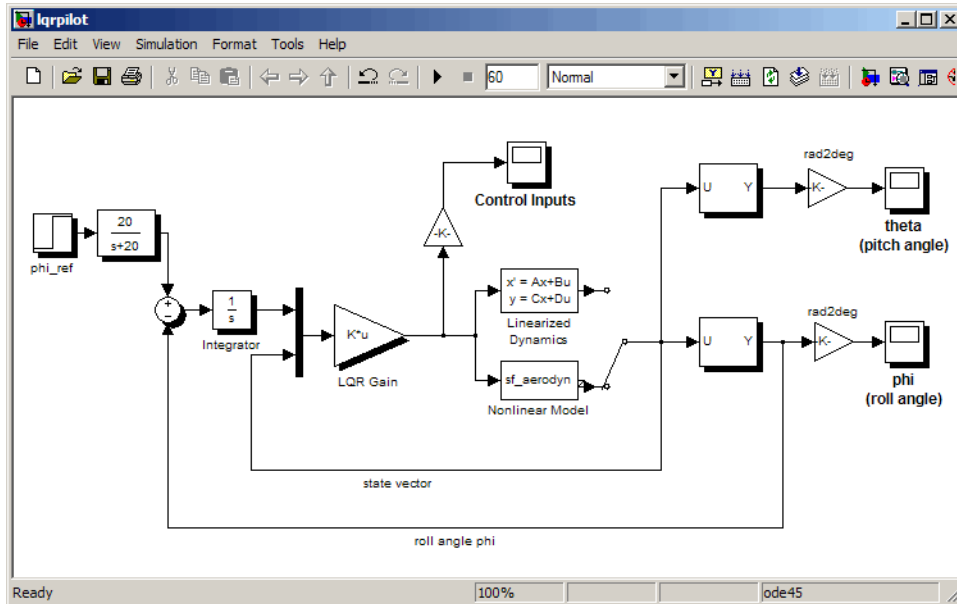 lqrpilot
File Edit View Simulation Format Tools Help
60 Normal
rad2deg
U Y
-K-
Control Inputs
theta
(pitch angle)
-K-
20
s+20
phi_ref
x' = Ax+Bu
y = Cx+Du
Linearized
Dynamics
rad2deg
+
−
1
s
Integrator
K*u
LQR Gain
U Y
-K-
sf_aerodyn
Nonlinear Model
phi
(roll angle)
state vector
roll angle phi
Ready 100% ode45